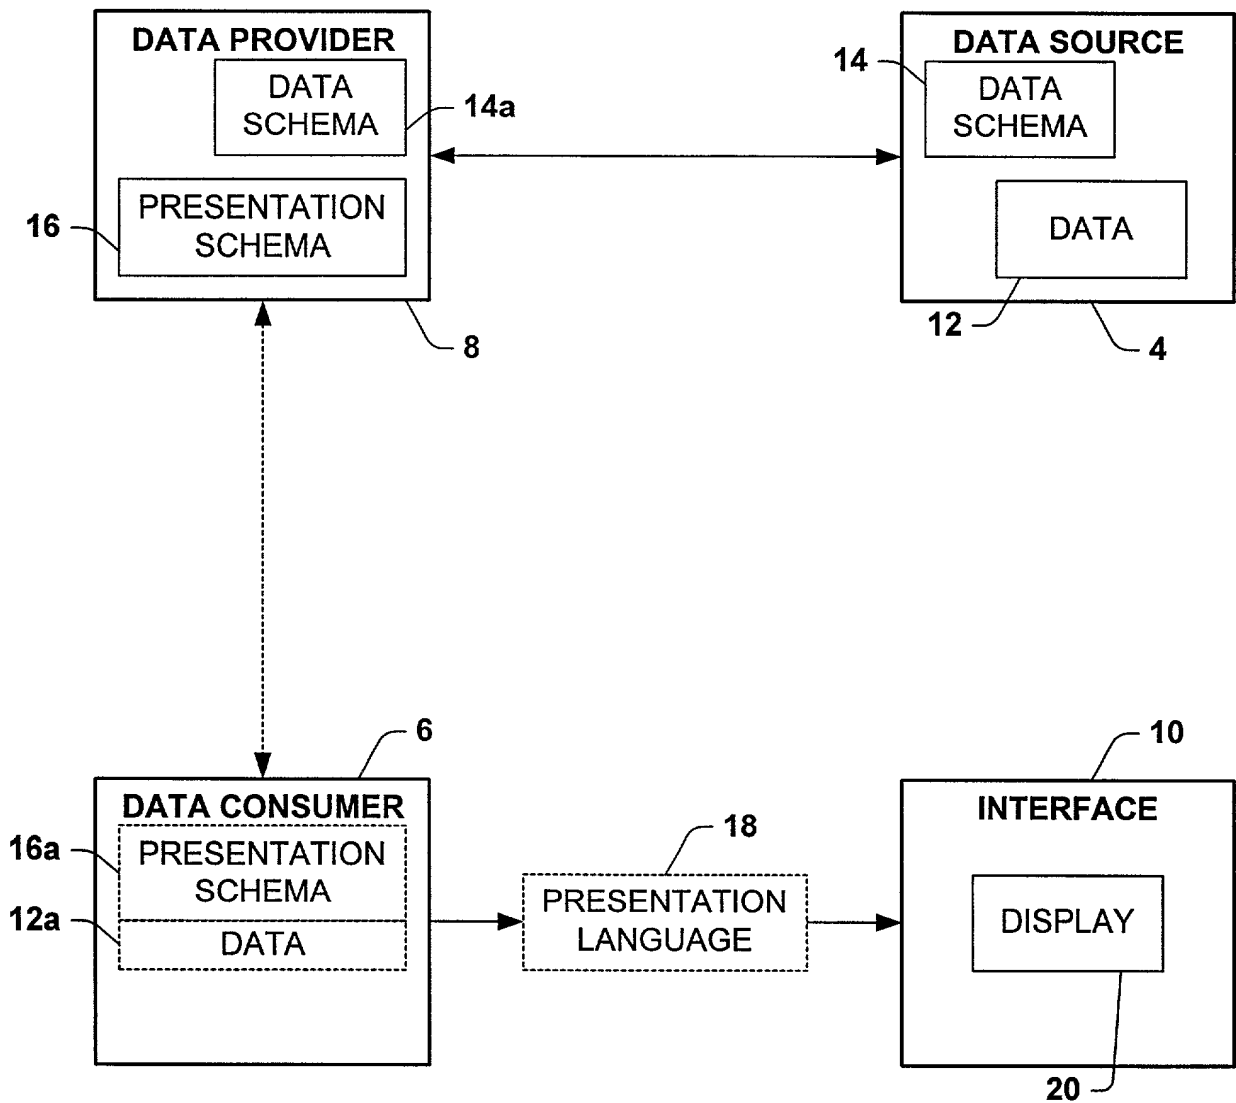 DATA PROVIDER
DATA
SCHEMA
14a
PRESENTATION
SCHEMA
16
8
DATA SOURCE
14
DATA
SCHEMA
DATA
12
4
6
DATA CONSUMER
16a
PRESENTATION
SCHEMA
12a
DATA
18
PRESENTATION
LANGUAGE
10
INTERFACE
DISPLAY
20